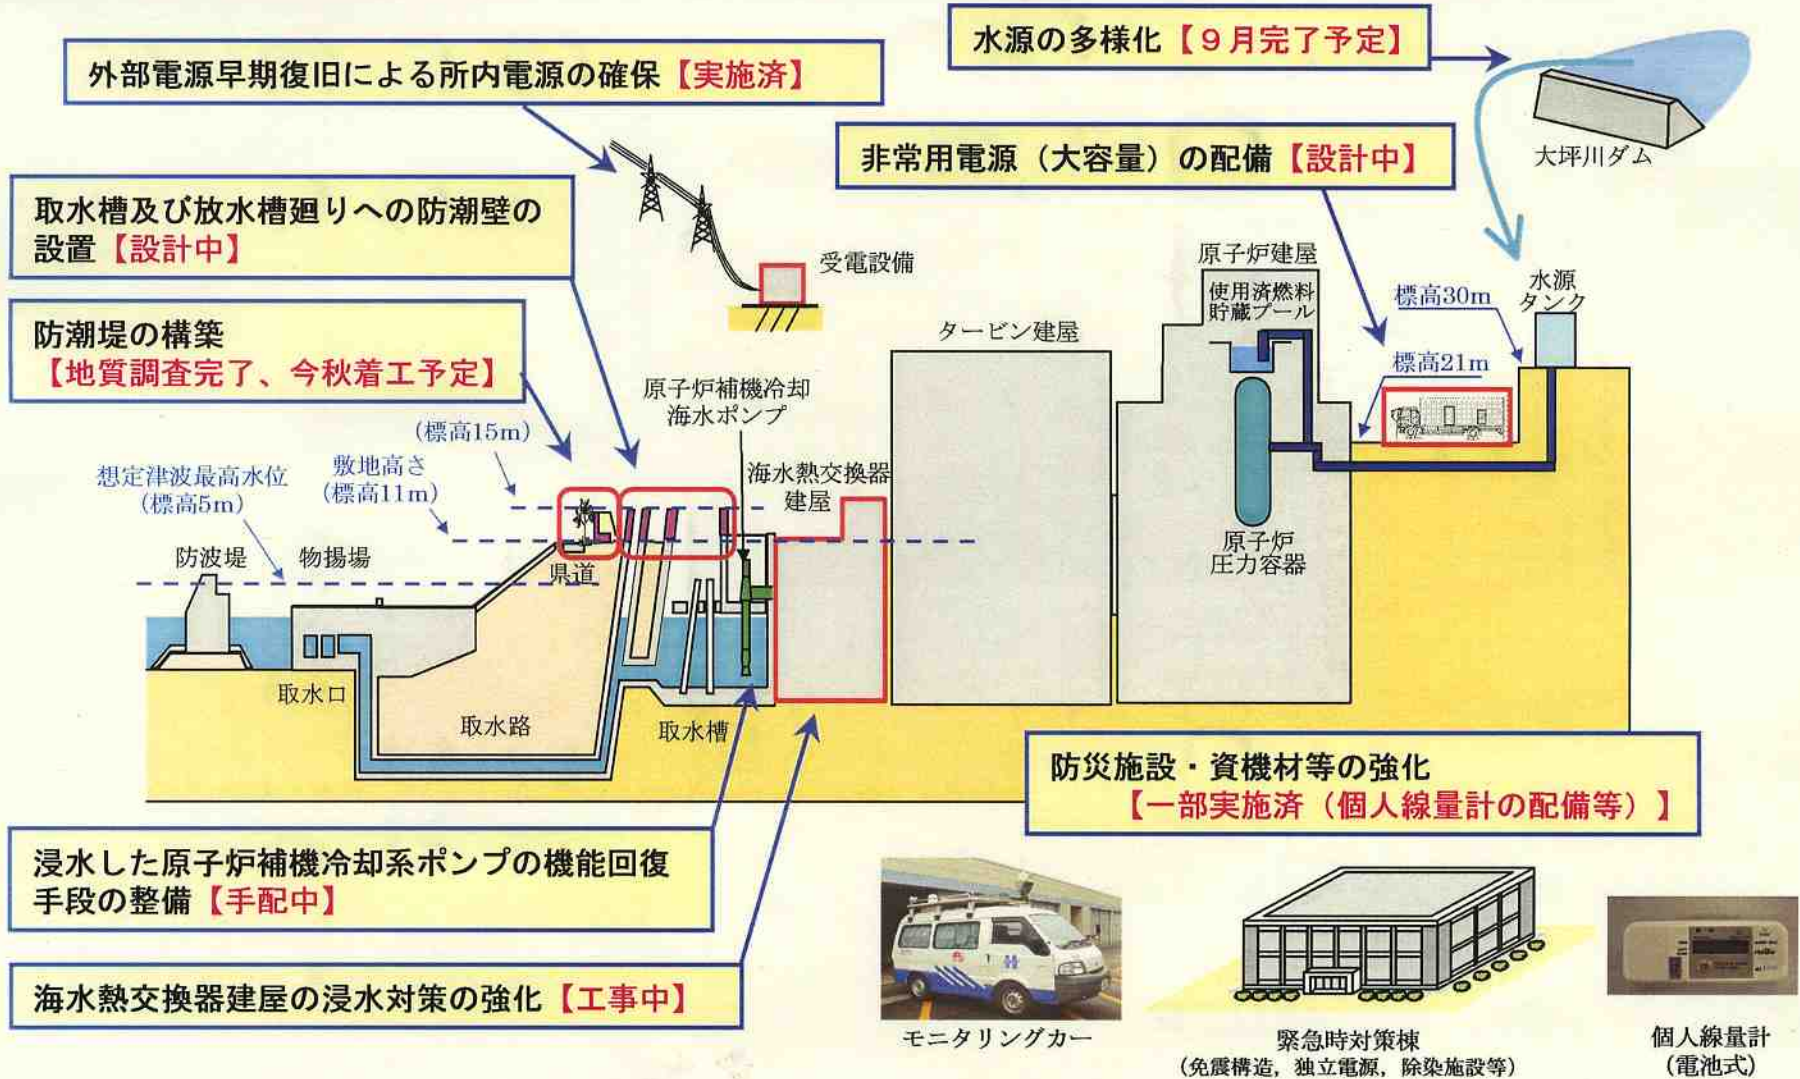 水源の多様化【９月完了予定】
外部電源早期復旧による所内電源の確保【実施済】
非常用電源（大容量）の配備【設計中】
大坪川ダム
取水槽及び放水槽廻りへの防潮壁の
設置【設計中】
受電設備
原子炉建屋
使用済燃料
貯蔵プール
標高30m
水源
タンク
防潮堤の構築
【地質調査完了、今秋着工予定】
タービン建屋
標高21m
原子炉補機冷却
海水ポンプ
(標高15m)
敷地高さ
(標高11m)
想定津波最高水位
(標高5m)
海水熱交換器
建屋
原子炉
圧力容器
防波堤
物揚場
県道
取水口
取水路
取水槽
防災施設・資機材等の強化
【一部実施済（個人線量計の配備等）】
浸水した原子炉補機冷却系ポンプの機能回復
手段の整備【手配中】
海水熱交換器建屋の浸水対策の強化【工事中】
モニタリングカー
緊急時対策棟
(免震構造，独立電源，除染施設等)
個人線量計
(電池式)